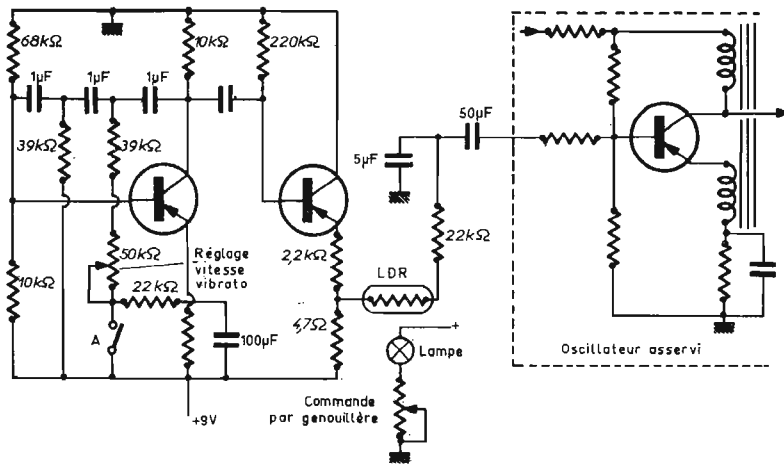 68kΩ
10kΩ
220kΩ
1µF
1µF
1µF
39kΩ
39kΩ
50kΩ
Réglage
vitesse
vibrato
10kΩ
22kΩ
A
100µF
+9V
2,2kΩ
4,7Ω
LDR
5µF
50µF
22kΩ
+
Lampe
Commande
par genouillère
Oscillateur asservi